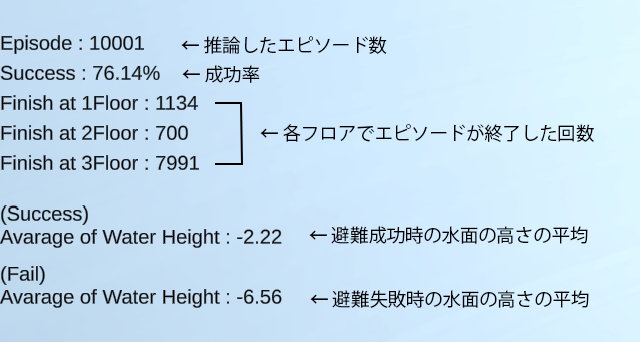 Episode : 10001 ← 推論したエピソード数
Success : 76.14% ← 成功率
Finish at 1Floor : 1134
Finish at 2Floor : 700 ← 各フロアでエピソードが終了した回数
Finish at 3Floor : 7991
(Success)
Avarage of Water Height : -2.22 ← 避難成功時の水面の高さの平均
(Fail)
Avarage of Water Height : -6.56 ← 避難失敗時の水面の高さの平均